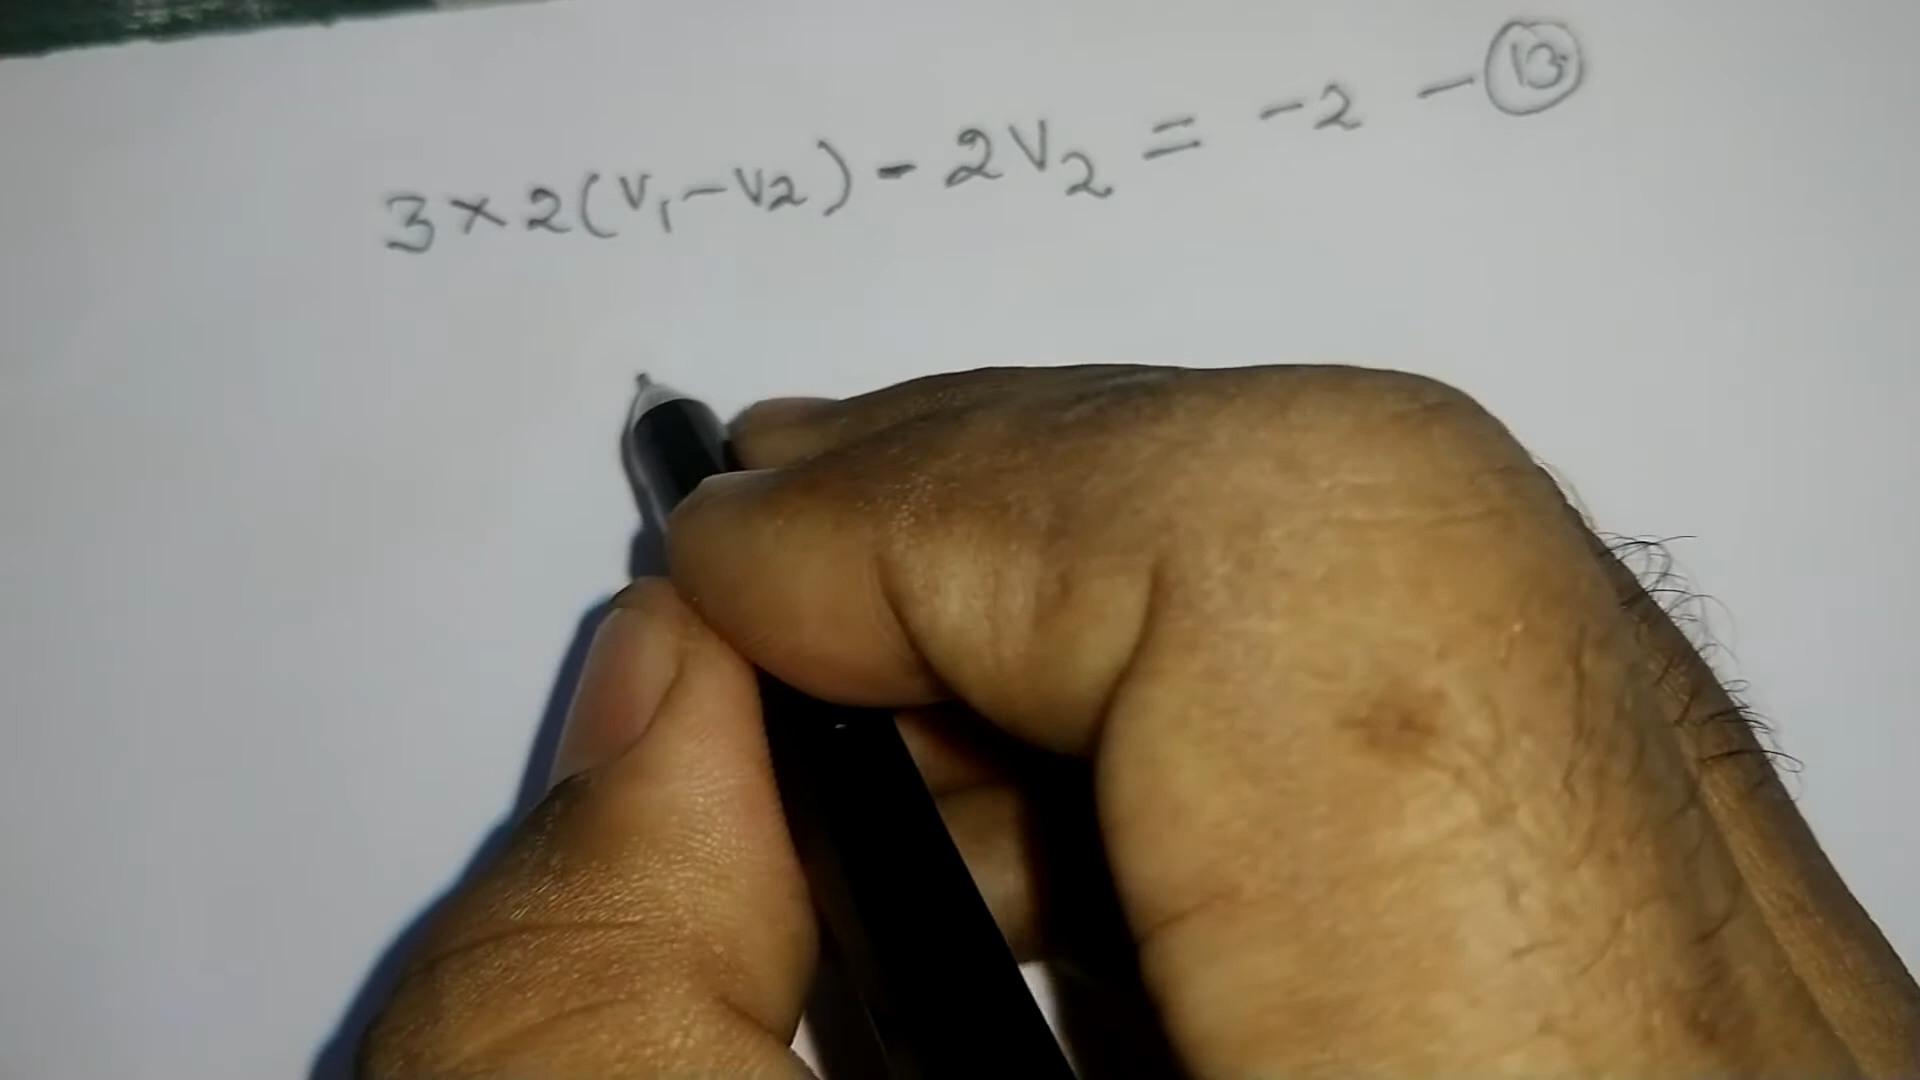 3×2(V₁-V₂) - 2V₂ = -2 - ⑬